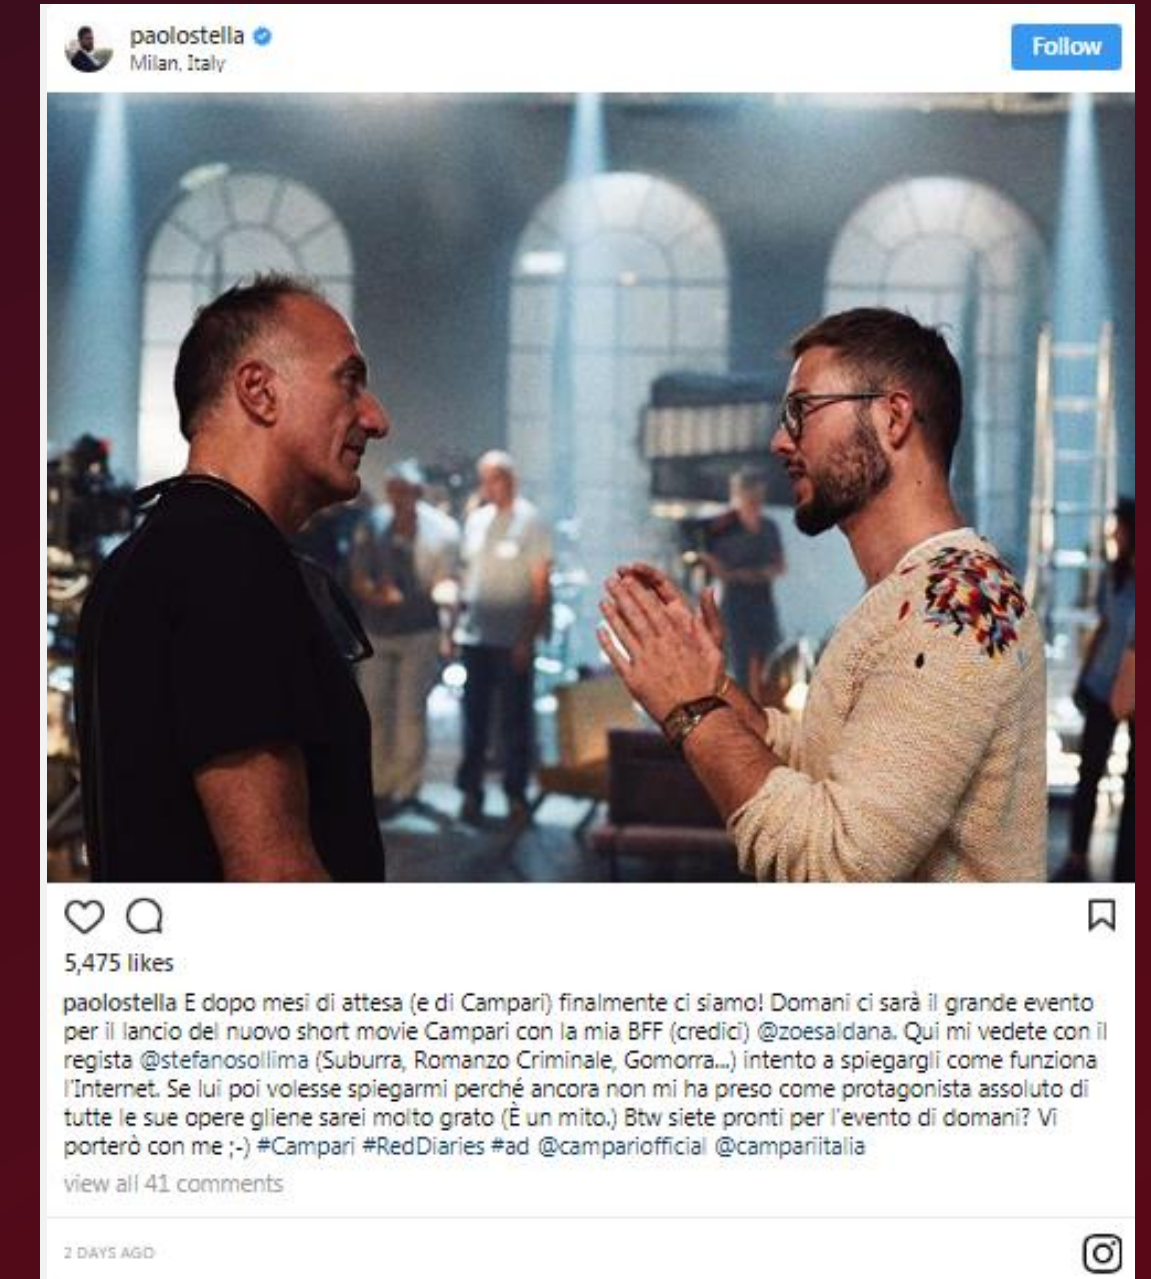 paolostella
Milan, Italy
Follow
5,475 likes
paolostella E dopo mesi di attesa (e di Campari) finalmente ci siamo! Domani ci sarà il grande evento
per il lancio del nuovo short movie Campari con la mia BFF (credici) @zoesaldana. Qui mi vedete con il
regista @stefanosollima (Suburra, Romanzo Criminale, Gomorra...) intento a spiegargli come funziona
l'Internet. Se lui poi volesse spiegarmi perché ancora non mi ha preso come protagonista assoluto di
tutte le sue opere gliene sarei molto grato (È un mito.) Btw siete pronti per l'evento di domani? Vi
porterò con me ;-) #Campari #RedDiaries #ad @campariofficial @campariitalia
view all 41 comments
2 DAYS AGO